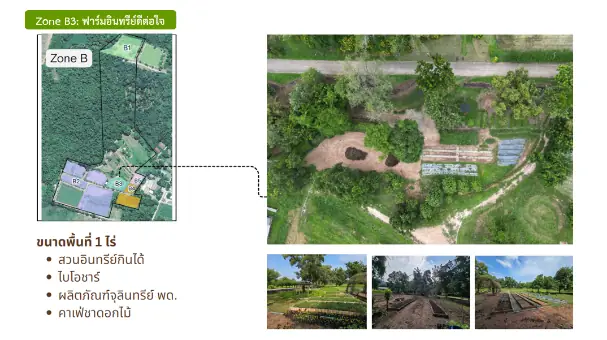 Zone B3: ฟาร์มอินทรีย์ดีต่อใจ
Zone B
B1
B2
B3
ขนาดพื้นที่ 1 ไร่
สวนอินทรีย์กินได้
ไบโอชาร์
ผลิตภัณฑ์จุลินทรีย์ พด.
คาเฟ่ชาดอกไม้